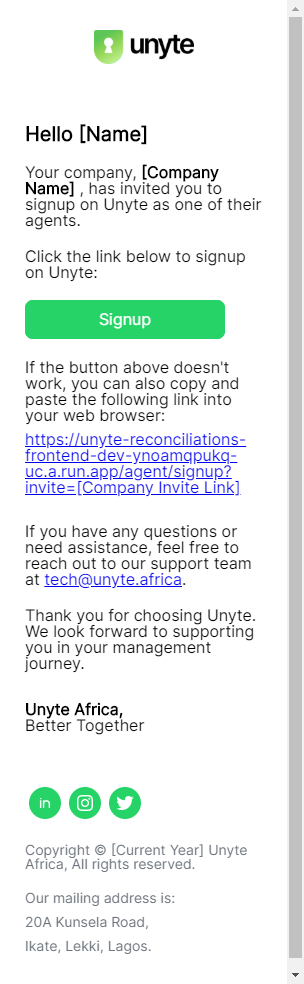 unyte
Hello [Name]
Your company, [Company
Name] , has invited you to
signup on Unyte as one of their
agents.
Click the link below to signup
on Unyte:
Signup
If the button above doesn't
work, you can also copy and
paste the following link into
your web browser:
https://unyte-reconciliations-
frontend-dev-ynoamqpukq-
uc.a.run.app/agent/signup?
invite=[Company Invite Link]
If you have any questions or
need assistance, feel free to
reach out to our support team
at tech@unyte.africa.
Thank you for choosing Unyte.
We look forward to supporting
you in your management
journey.
Unyte Africa,
Better Together
in
Copyright © [Current Year] Unyte
Africa, All rights reserved.
Our mailing address is:
20A Kunsela Road,
Ikate, Lekki, Lagos.